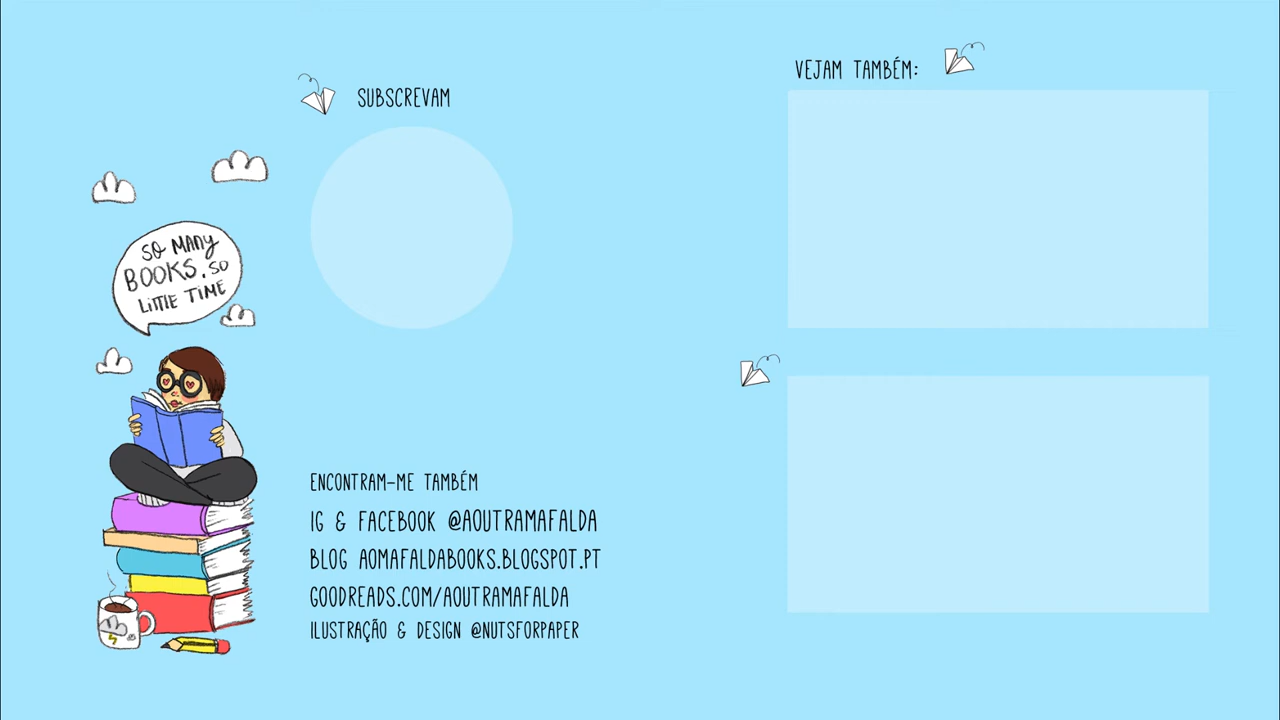 VEJAM TAMBÉM:
SUBSCREVAM
SO MANY
BOOKS, SO
LITTLE TIME
ENCONTRAM-ME TAMBÉM
IG & FACEBOOK @AOUTRAMAFALDA
BLOG AOMAFALDABOOKS.BLOGSPOT.PT
GOODREADS.COM/AOUTRAMAFALDA
ILUSTRAÇÃO & DESIGN @NUTSFORPAPER